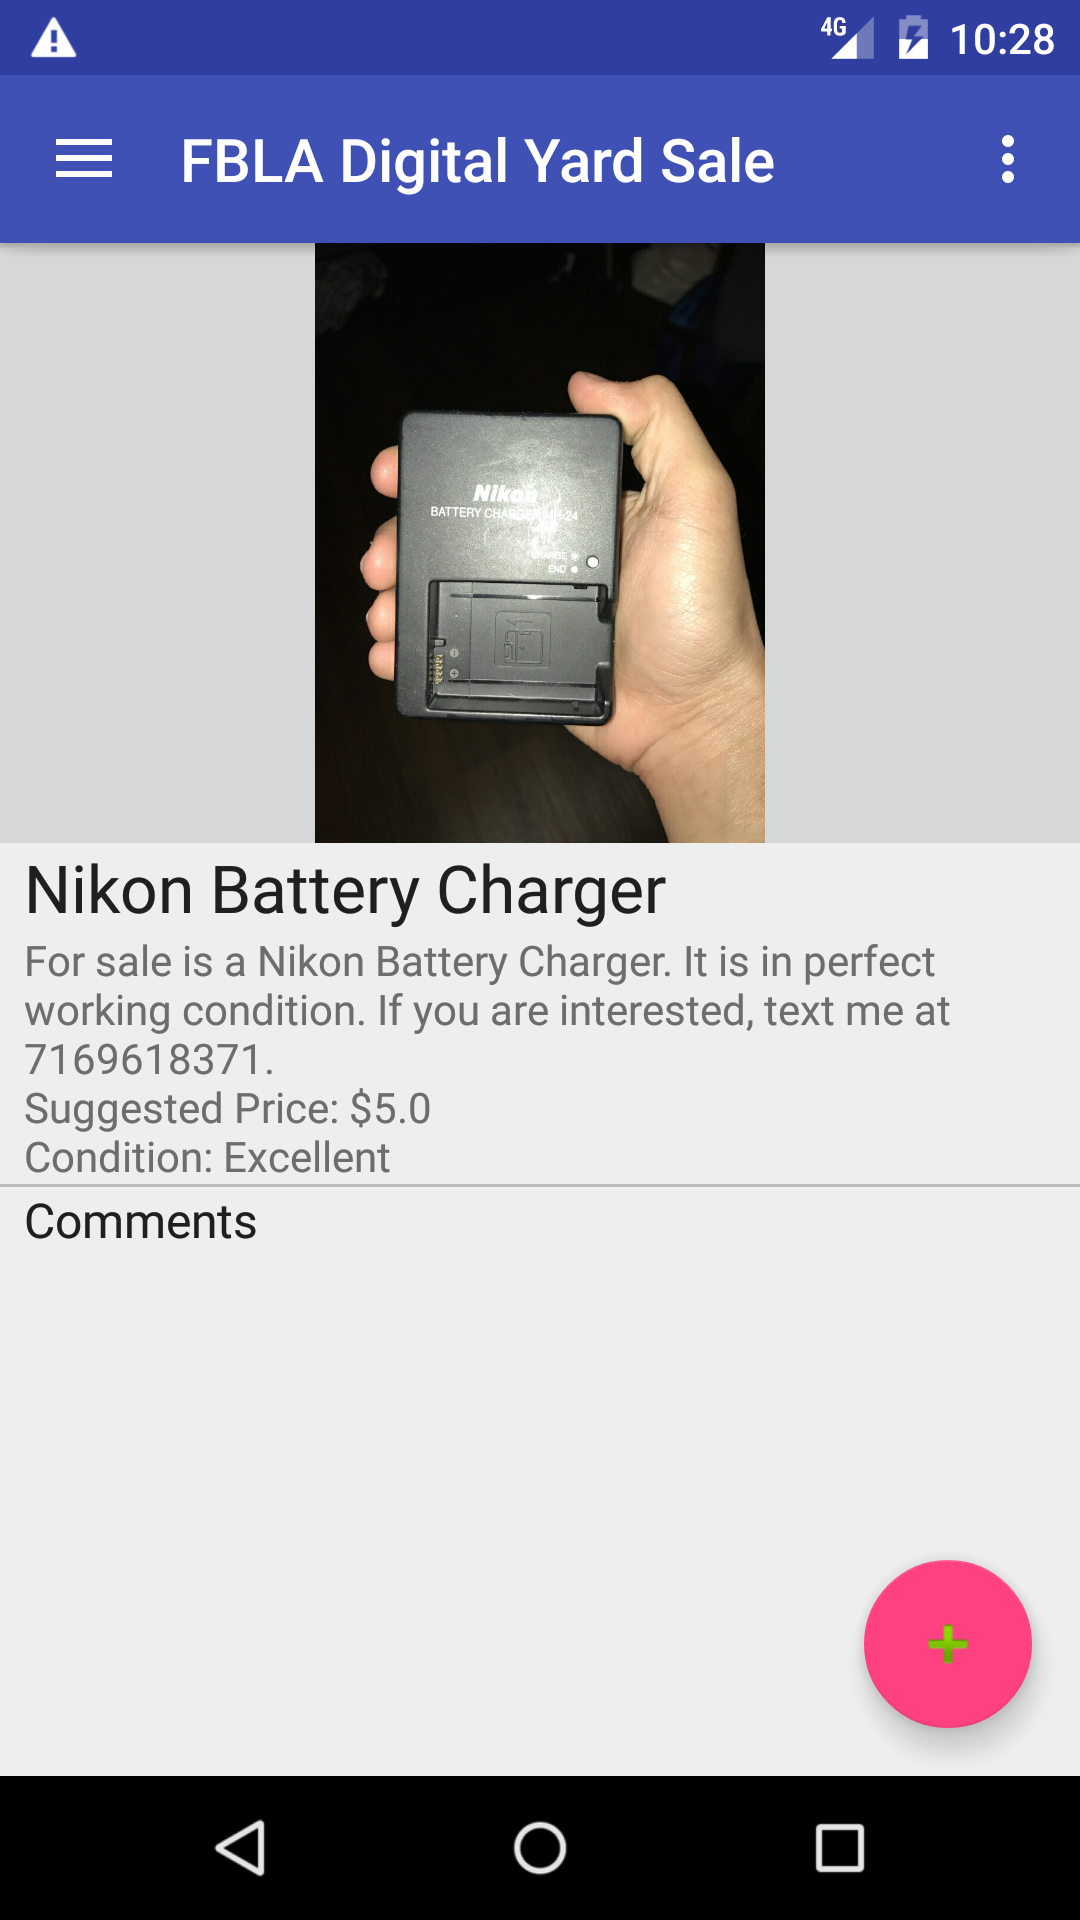 4G 10:28
FBLA Digital Yard Sale
Nikon
BATTERY CHARGER MH-24
CHARGE
END
Nikon Battery Charger
For sale is a Nikon Battery Charger. It is in perfect
working condition. If you are interested, text me at
7169618371.
Suggested Price: $5.0
Condition: Excellent
Comments